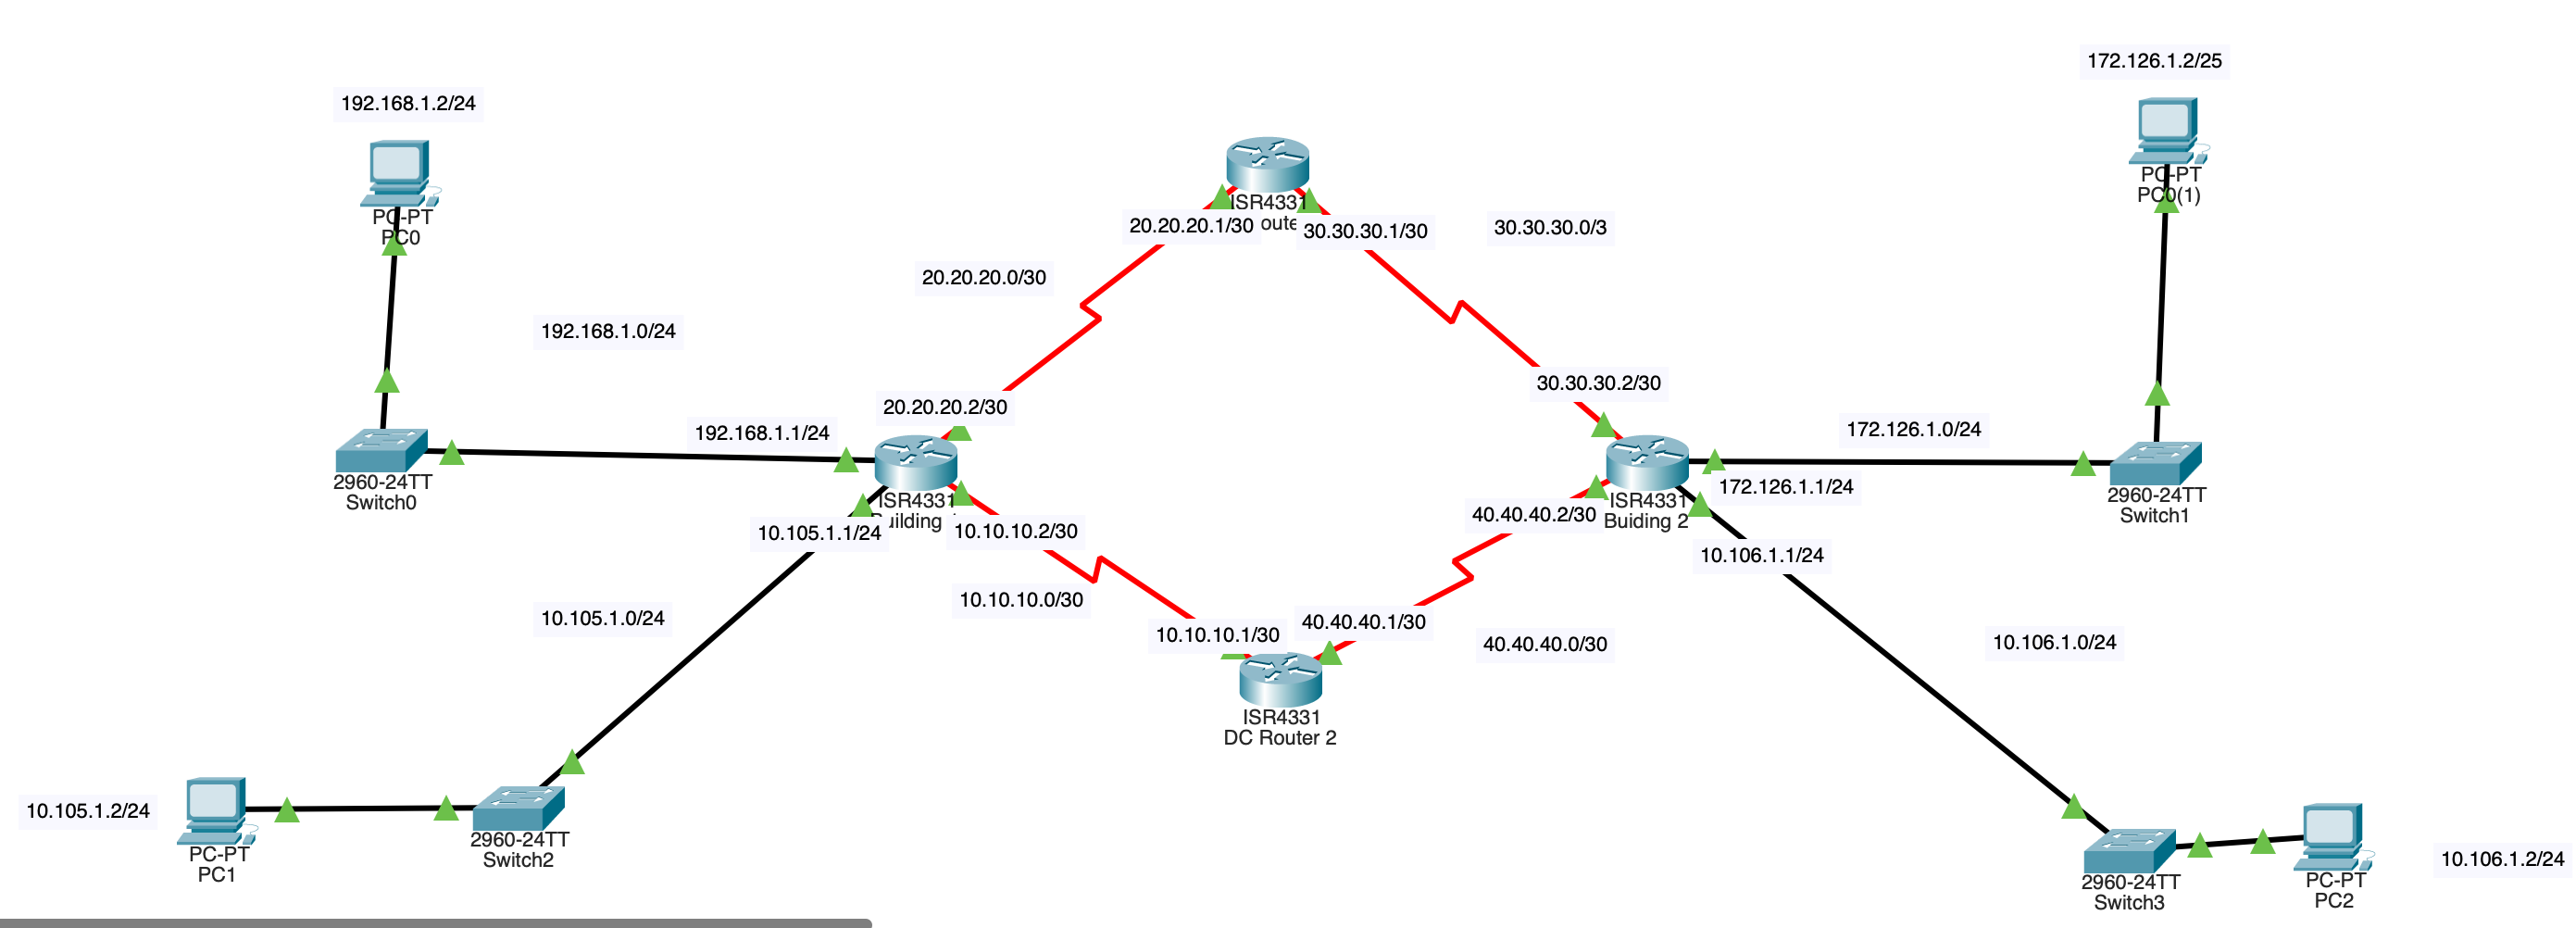 172.126.1.2/25
192.168.1.2/24
PC-PT
PC0
PC-PT
PC0(1)
ISR4331
20.20.20.1/30
30.30.30.1/30
30.30.30.0/3
20.20.20.0/30
192.168.1.0/24
30.30.30.2/30
20.20.20.2/30
192.168.1.1/24
172.126.1.0/24
2960-24TT
Switch0
ISR4331
10.105.1.1/24
10.10.10.2/30
40.40.40.2/30
ISR4331
Buiding 2
172.126.1.1/24
2960-24TT
Switch1
10.106.1.1/24
10.10.10.0/30
10.105.1.0/24
10.10.10.1/30
40.40.40.1/30
40.40.40.0/30
10.106.1.0/24
ISR4331
DC Router 2
10.105.1.2/24
PC-PT
PC1
2960-24TT
Switch2
2960-24TT
Switch3
PC-PT
PC2
10.106.1.2/24